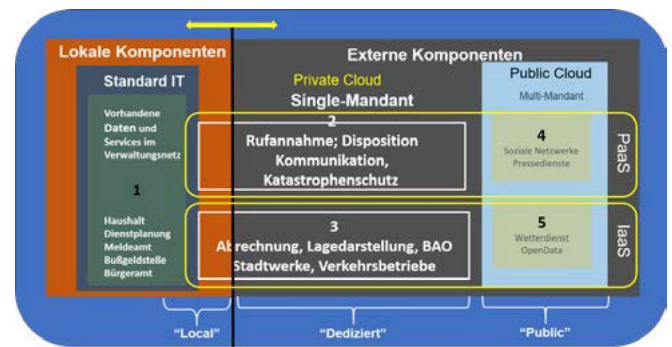 Lokale Komponenten
Externe Komponenten
Standard IT
Private Cloud
Single-Mandant
Public Cloud
Multi-Mandant
Vorhandene
Daten und
Services im
Verwaltungsnetz
1
Haushalt
Dienstplanung
Meldeamt
Bußgeldstelle
Bürgeramt
2
Rufannahme; Disposition
Kommunikation,
Katastrophenschutz
3
Abrechnung, Lagedarstellung, BAO
Stadtwerke, Verkehrsbetriebe
4
Soziale Netzwerke
Pressedienste
5
Wetterdienst
OpenData
PaaS
IaaS
"Local"
"Dediziert"
"Public"